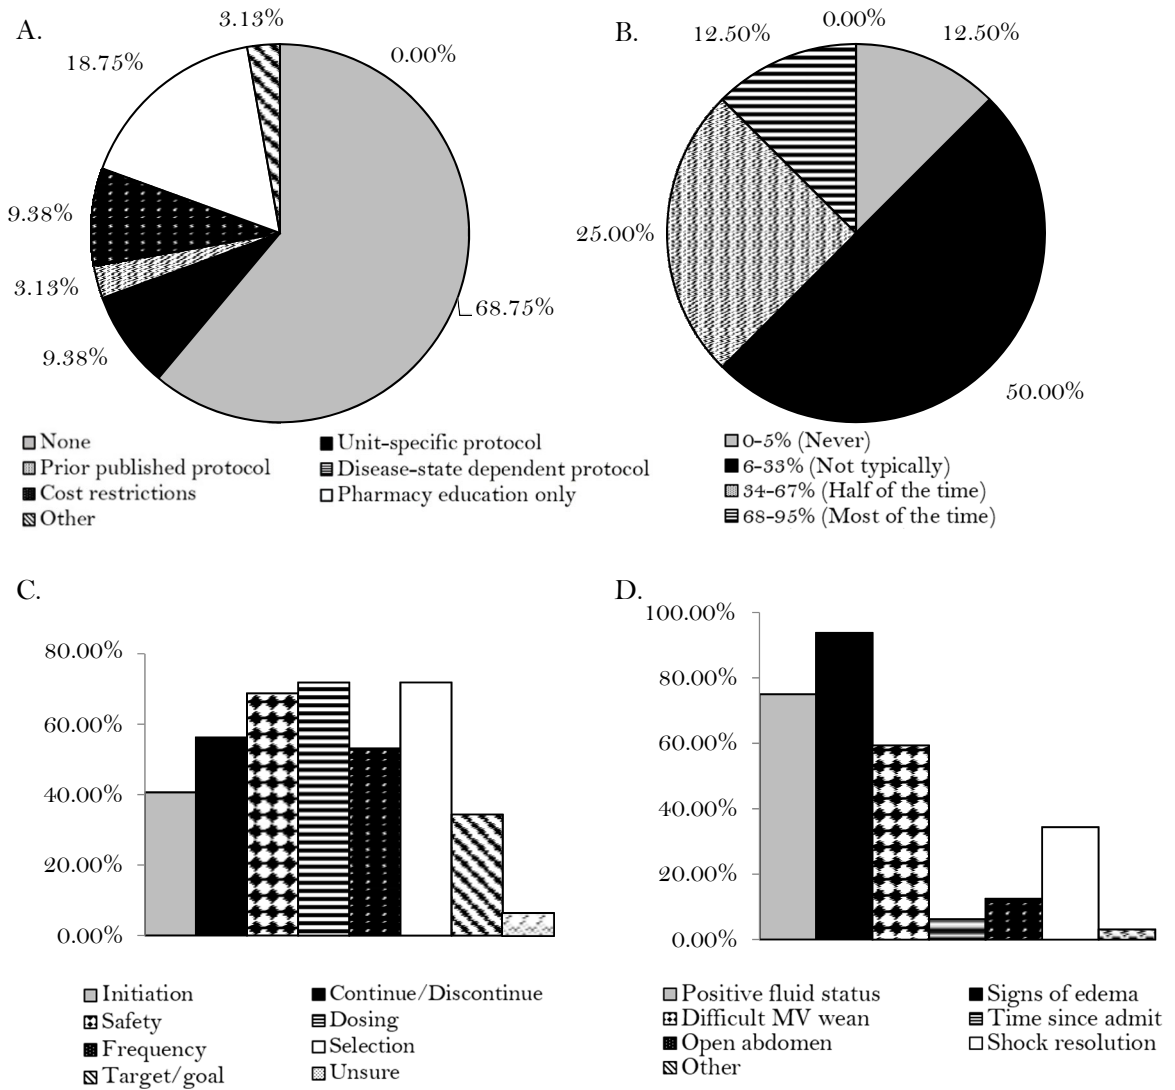 A.
3.13%
0.00%
18.75%
9.38%
3.13%
9.38%
68.75%
None
Unit-specific protocol
Prior published protocol
Disease-state dependent protocol
Cost restrictions
Pharmacy education only
Other
B.
0.00%
12.50%
12.50%
25.00%
50.00%
0-5% (Never)
6-33% (Not typically)
34-67% (Half of the time)
68-95% (Most of the time)
C.
80.00%
60.00%
40.00%
20.00%
0.00%
Initiation
Continue/Discontinue
Safety
Dosing
Frequency
Selection
Target/goal
Unsure
D.
100.00%
80.00%
60.00%
40.00%
20.00%
0.00%
Positive fluid status
Signs of edema
Difficult MV wean
Time since admit
Open abdomen
Shock resolution
Other